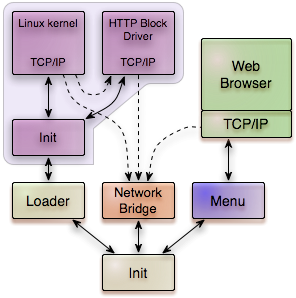 Linux kernel
TCP/IP
HTTP Block
Driver
TCP/IP
Web
Browser
TCP/IP
Init
Loader
Network
Bridge
Menu
Init